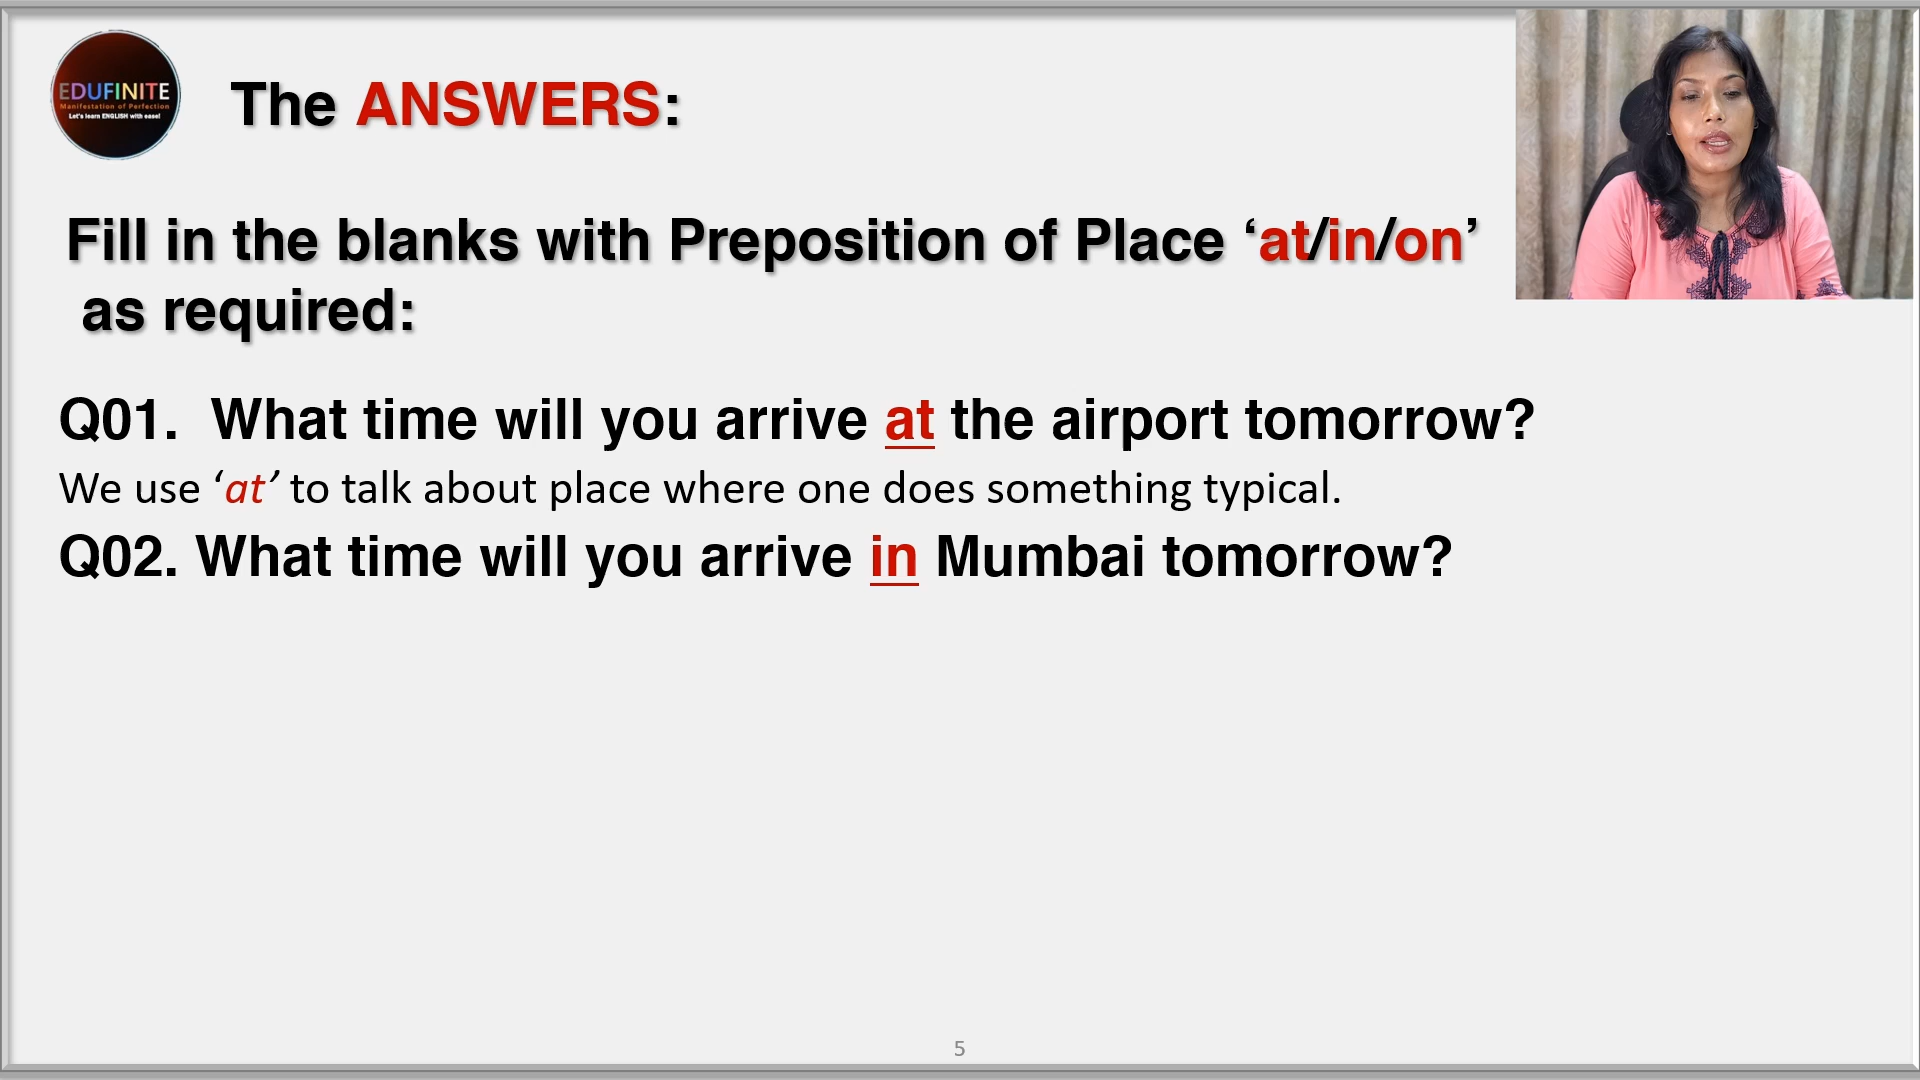 EDUFINITE
Manifestation of Perfection
Let's learn ENGLISH with ease!
The ANSWERS:
Fill in the blanks with Preposition of Place ‘at/in/on’
as required:
Q01. What time will you arrive at the airport tomorrow?
We use ‘at’ to talk about place where one does something typical.
Q02. What time will you arrive in Mumbai tomorrow?
5